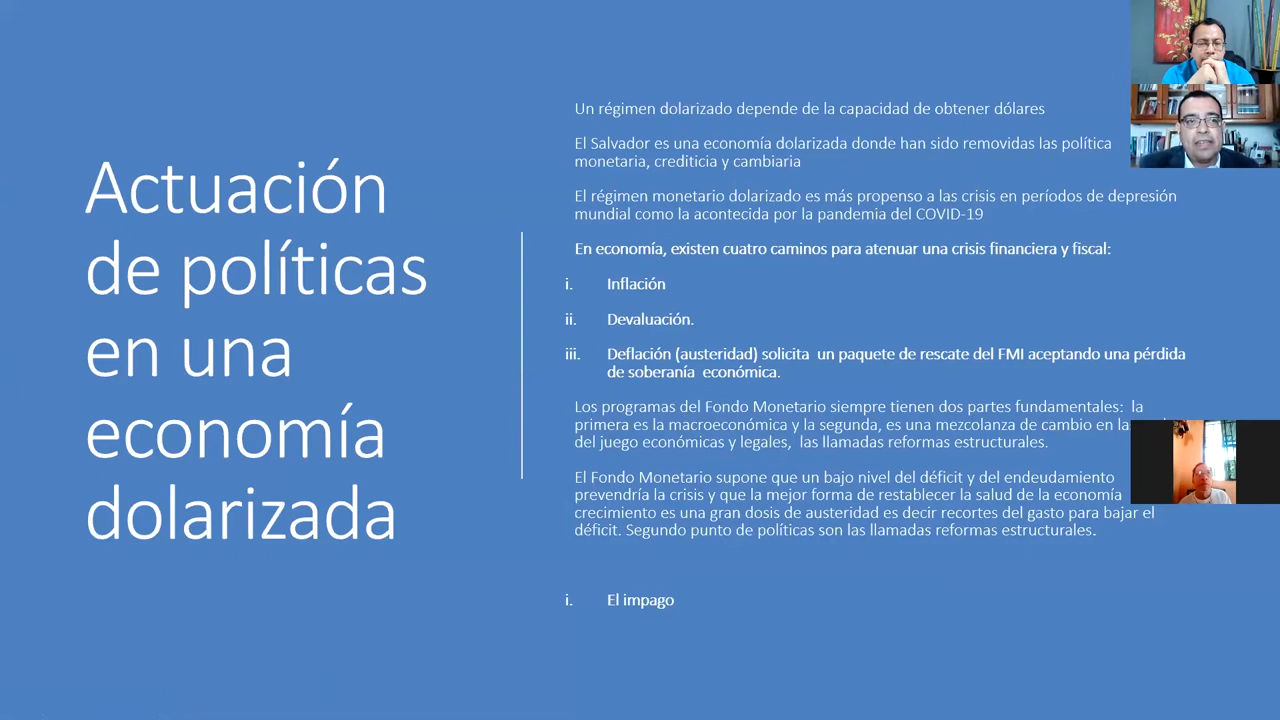 Actuación
de políticas
en una
economía
dolarizada
Un régimen dolarizado depende de la capacidad de obtener dólares
El Salvador es una economía dolarizada donde han sido removidas las política
monetaria, crediticia y cambiaria
El régimen monetario dolarizado es más propenso a las crisis en períodos de depresión
mundial como la acontecida por la pandemia del COVID-19
En economía, existen cuatro caminos para atenuar una crisis financiera y fiscal:
i. Inflación
ii. Devaluación.
iii. Deflación (austeridad) solicita un paquete de rescate del FMI aceptando una pérdida
de soberanía económica.
Los programas del Fondo Monetario siempre tienen dos partes fundamentales: la
primera es la macroeconómica y la segunda, es una mezcolanza de cambio en
del juego económicas y legales, las llamadas reformas estructurales.
El Fondo Monetario supone que un bajo nivel del déficit y del endeudamiento
prevendría la crisis y que la mejor forma de restablecer la salud de la economía
crecimiento es una gran dosis de austeridad es decir recortes del gasto para bajar el
déficit. Segundo punto de políticas son las llamadas reformas estructurales.
i. El impago